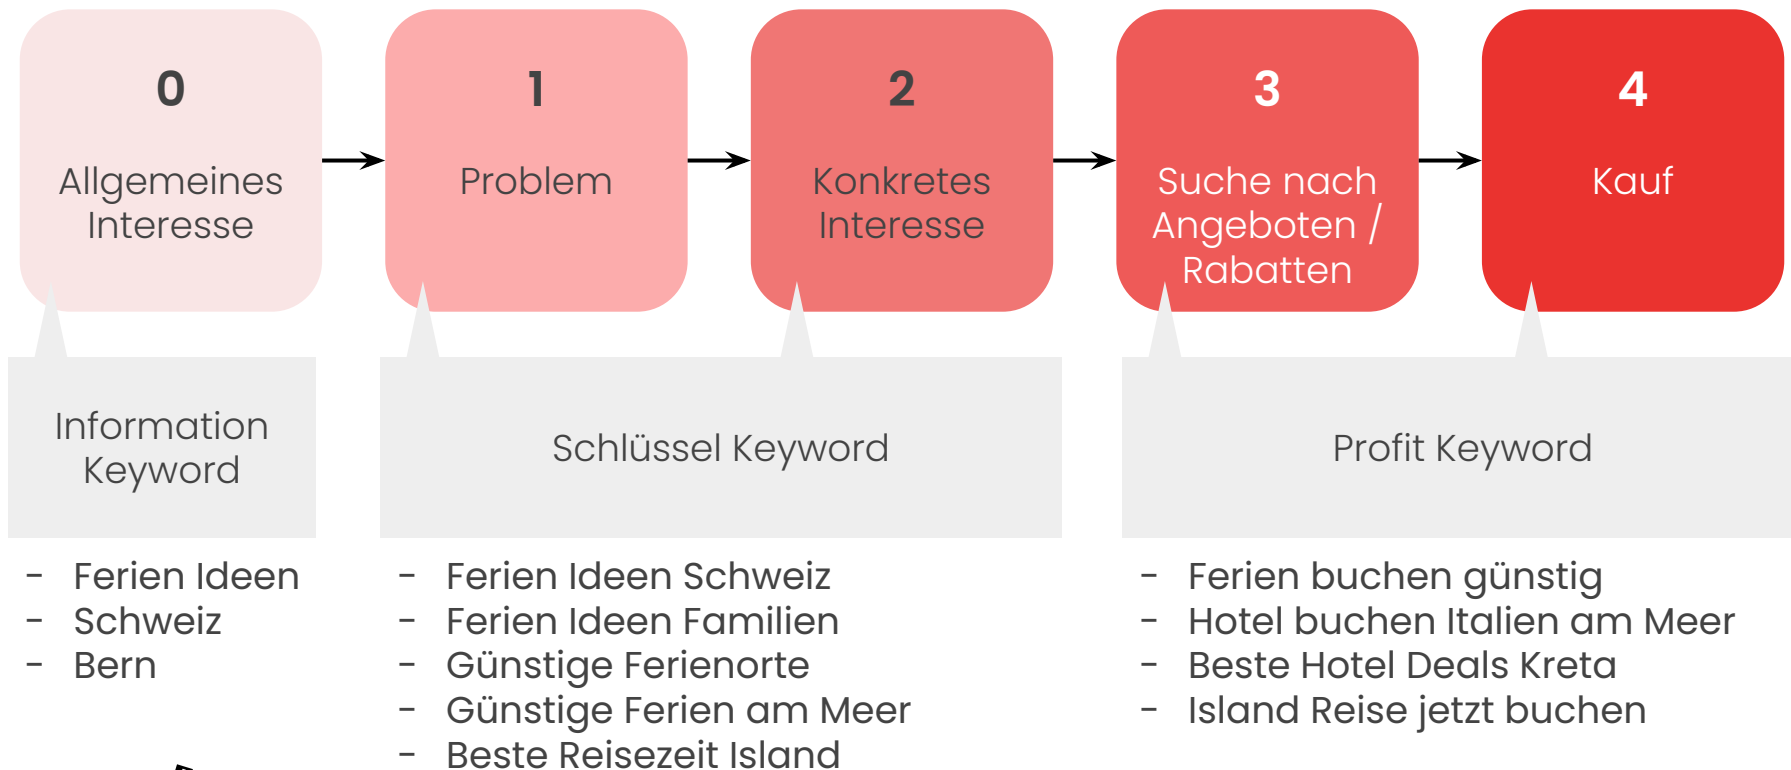 0
Allgemeines
Interesse
1
Problem
2
Konkretes
Interesse
3
Suche nach
Angeboten /
Rabatten
4
Kauf
Information
Keyword
Schlüssel Keyword
Profit Keyword
- Ferien Ideen
- Schweiz
- Bern
- Ferien Ideen Schweiz
- Ferien Ideen Familien
- Günstige Ferienorte
- Günstige Ferien am Meer
- Beste Reisezeit Island
- Ferien buchen günstig
- Hotel buchen Italien am Meer
- Beste Hotel Deals Kreta
- Island Reise jetzt buchen